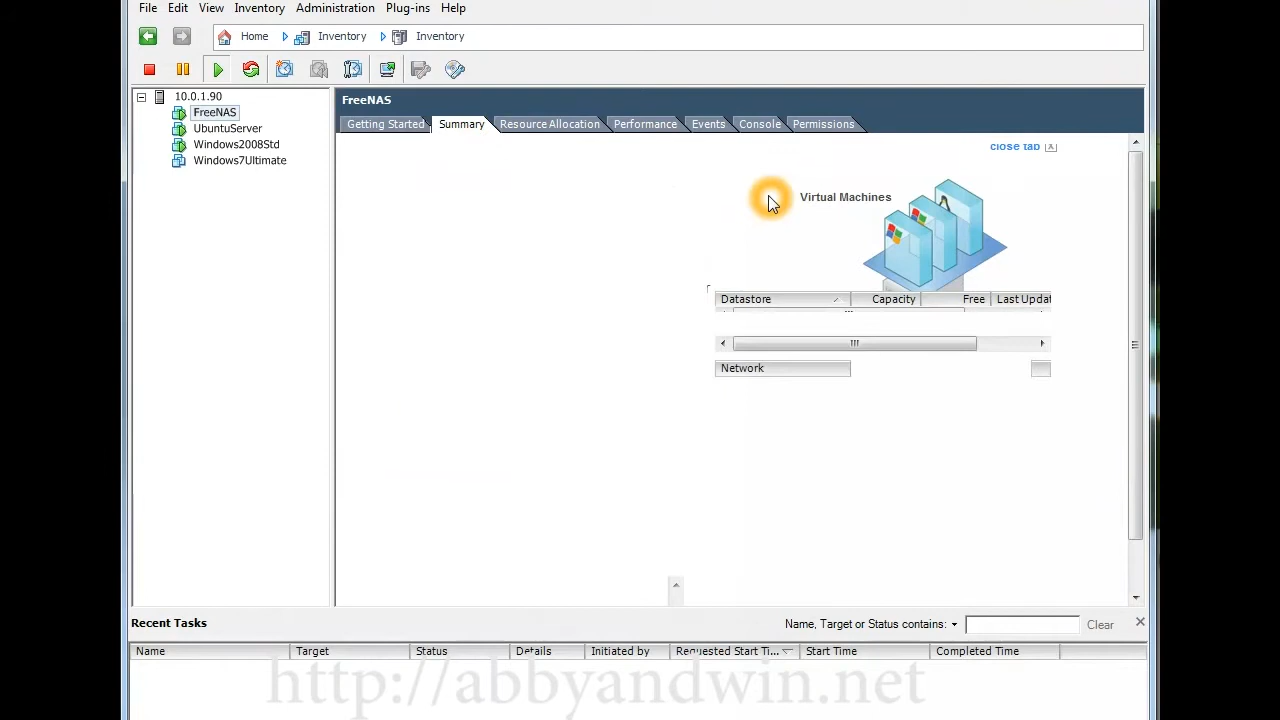 File Edit View Inventory Administration Plug-ins Help
Home Inventory Inventory
10.0.1.90
FreeNAS
UbuntuServer
Windows2008Std
Windows7Ultimate
FreeNAS
Getting Started Summary Resource Allocation Performance Events Console Permissions
close tab
Virtual Machines
Datastore Capacity Free Last Updat
Network
Recent Tasks Name, Target or Status contains: Clear
Name Target Status Details Initiated by Requested Start Ti... Start Time Completed Time
http://abbyandwin.net